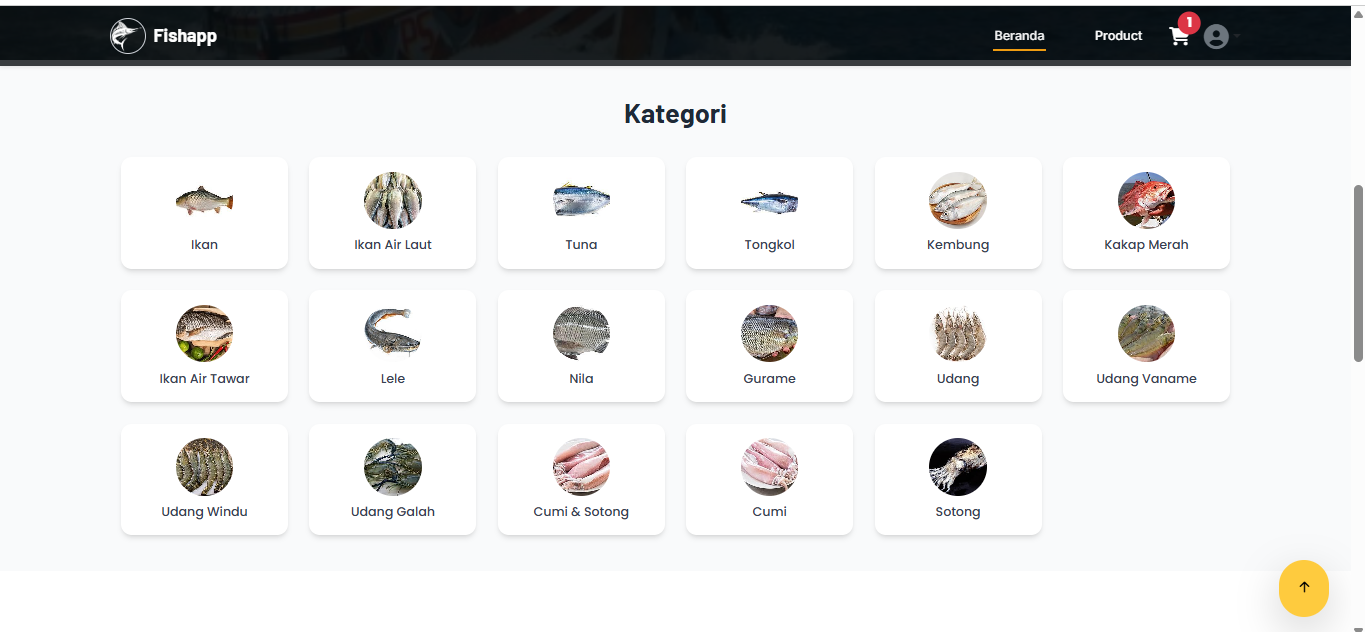 Fishapp
Beranda
Product
1
Kategori
Ikan
Ikan Air Laut
Tuna
Tongkol
Kembung
Kakap Merah
Ikan Air Tawar
Lele
Nila
Gurame
Udang
Udang Vaname
Udang Windu
Udang Galah
Cumi & Sotong
Cumi
Sotong